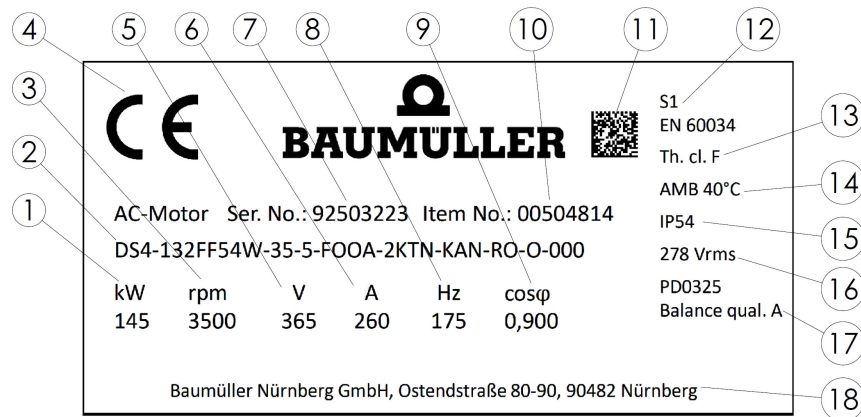 4 5 6 7 8 9 10 11 12
3
2
1
CE
BAUMÜLLER
AC-Motor Ser. No.: 92503223 Item No.: 00504814
DS4-132FF54W-35-5-FOOA-2KTN-KAN-RO-O-000
kW rpm V A Hz cosφ
145 3500 365 260 175 0,900
S1
EN 60034
Th. cl. F
AMB 40°C
IP54
278 Vrms
PD0325
Balance qual. A
13
14
15
16
17
Baumüller Nürnberg GmbH, Ostendstraße 80-90, 90482 Nürnberg
18